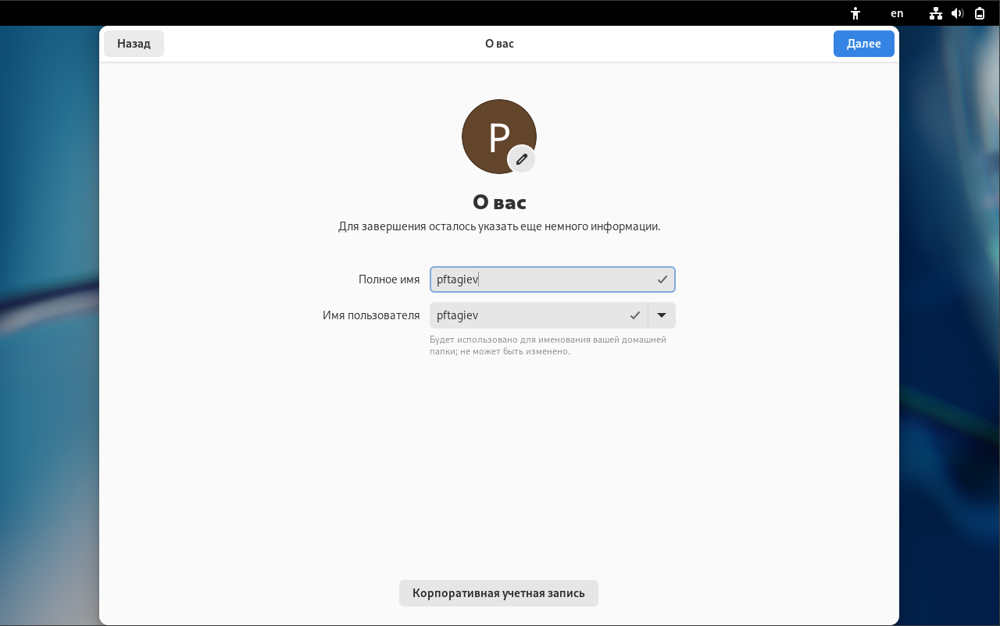 en
Назад
О вас
Далее
P
О вас
Для завершения осталось указать еще немного информации.
Полное имя pftagiev
Имя пользователя pftagiev
Будет использовано для именования вашей домашней
папки; не может быть изменено.
Корпоративная учетная запись